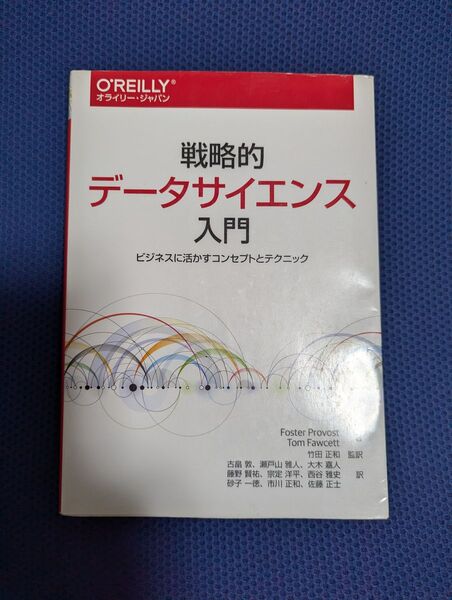 O'REILLY®
オライリー・ジャパン
戦略的
データサイエンス
入門
ビジネスに活かすコンセプトとテクニック
Foster Provost
Tom Fawcett 著
竹田 正和 監訳
古畠 敦、瀬戸山 雅人、大木 嘉人
藤野 賢祐、宗定 洋平、西谷 雅史 訳
砂子 一徳、市川 正和、佐藤 正士